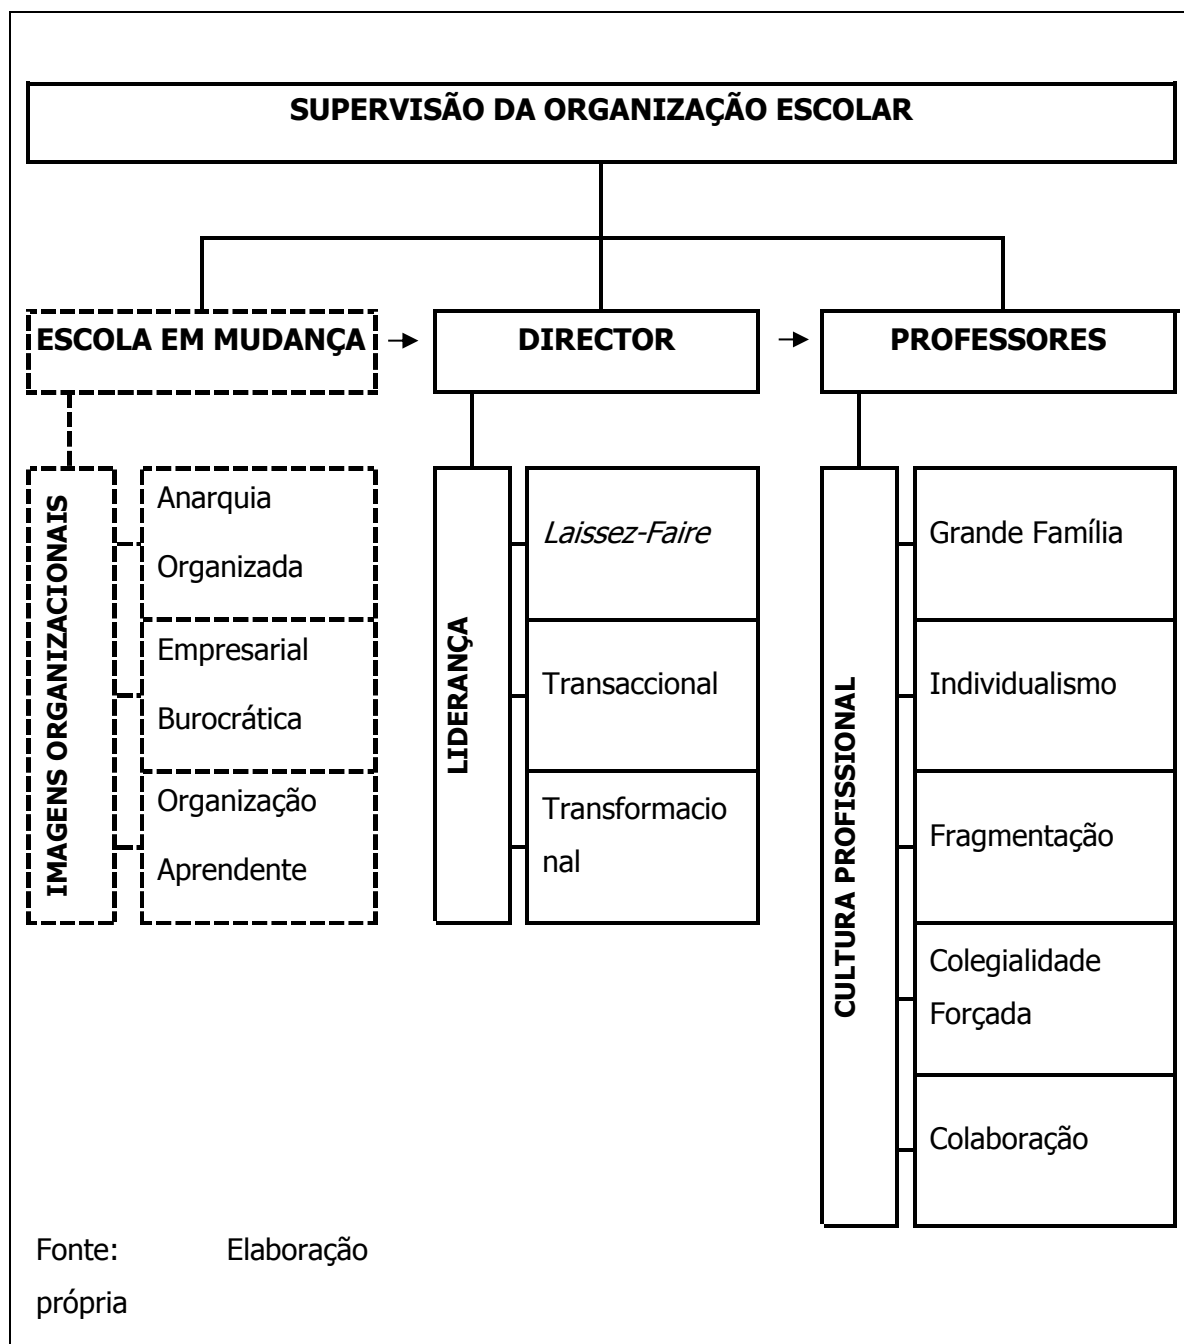 SUPERVISÃO DA ORGANIZAÇÃO ESCOLAR
ESCOLA EM MUDANÇA
DIRECTOR
PROFESSORES
IMAGENS ORGANIZACIONAIS
Anarquia
Organizada
Empresarial
Burocrática
Organização
Aprendente
LIDERANÇA
Laissez-Faire
Transaccional
Transformacio
nal
CULTURA PROFISSIONAL
Grande Família
Individualismo
Fragmentação
Colegialidade
Forçada
Colaboração
Fonte: Elaboração
própria